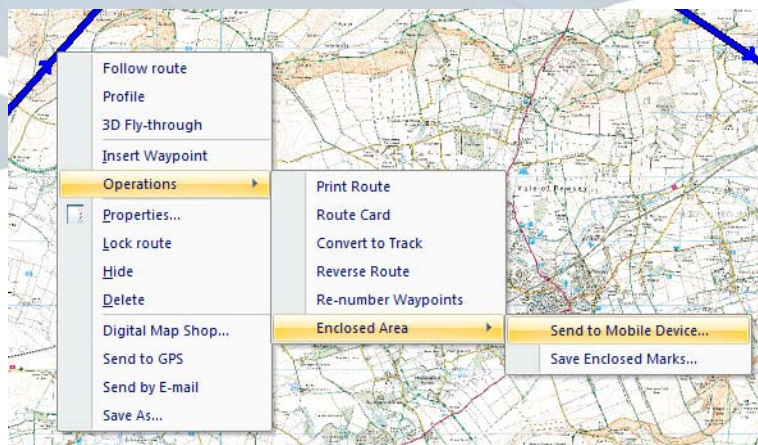 Follow route
Profile
3D Fly-through
Insert Waypoint
Operations
Properties...
Lock route
Hide
Delete
Digital Map Shop...
Send to GPS
Send by E-mail
Save As...
Print Route
Route Card
Convert to Track
Reverse Route
Re-number Waypoints
Enclosed Area
Send to Mobile Device...
Save Enclosed Marks...
Vale of Pewsey